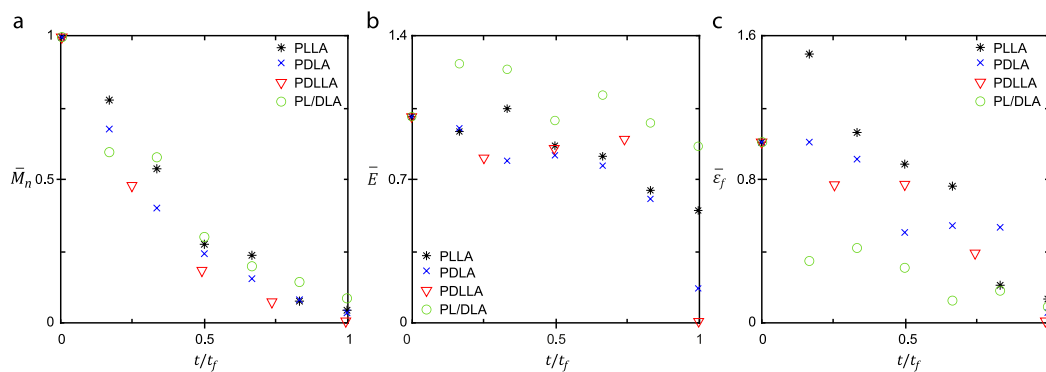 a
1
0.5
0
M̄n
0
0.5
1
t/tf
PLLA
PDLA
PDLLA
PL/DLA
b
1.4
0.7
0
Ē
0
0.5
1
t/tf
PLLA
PDLA
PDLLA
PL/DLA
c
1.6
0.8
0
ε̄f
0
0.5
1
t/tf
PLLA
PDLA
PDLLA
PL/DLA